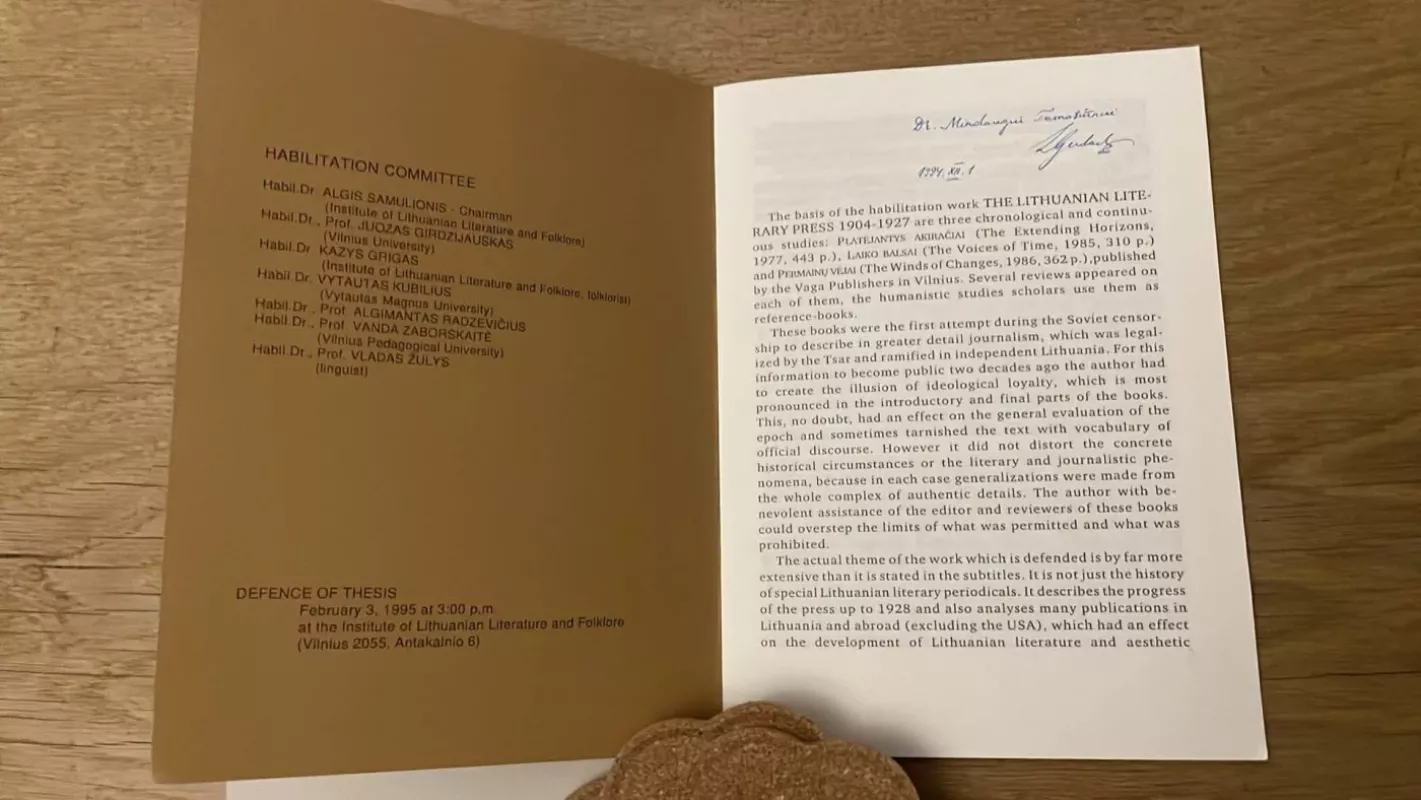 HABILITATION COMMITTEE
Habil.Dr. ALGIS SAMULIONIS - Chairman
(Institute of Lithuanian Literature and Folklore)
Habil.Dr., Prof. JUOZAS GIRDZIJAUSKAS
(Vilnius University)
Habil.Dr. KAZYS GRIGAS
(Institute of Lithuanian Literature and Folklore, folklorist)
Habil.Dr. VYTAUTAS KUBILIUS
(Vytautas Magnus University)
Habil.Dr., Prof. ALGIMANTAS RADZEVIČIUS
Habil.Dr., Prof. VANDA ZABORSKAITĖ
(Vilnius Pedagogical University)
Habil.Dr., Prof. VLADAS ŽULYS
(linguist)
DEFENCE OF THESIS
February 3, 1995 at 3:00 p.m.
at the Institute of Lithuanian Literature and Folklore
(Vilnius 2055, Antakalnio 6)
Dr. Mindaugui
1994.XII.1
The basis of the habilitation work THE LITHUANIAN LITE-
RARY PRESS 1904-1927 are three chronological and continu-
ous studies: PLATĖJANTYS AKIRAČIAI (The Extending Horizons,
1977, 443 p.), LAIKO BALSAI (The Voices of Time, 1985, 310 p.)
and PERMAINŲ VĖJAI (The Winds of Changes, 1986, 362 p.),published
by the Vaga Publishers in Vilnius. Several reviews appeared on
each of them, the humanistic studies scholars use them as
reference-books.
These books were the first attempt during the Soviet censor-
ship to describe in greater detail journalism, which was legal-
ized by the Tsar and ramified in independent Lithuania. For this
information to become public two decades ago the author had
to create the illusion of ideological loyalty, which is most
pronounced in the introductory and final parts of the books.
This, no doubt, had an effect on the general evaluation of the
epoch and sometimes tarnished the text with vocabulary of
official discourse. However it did not distort the concrete
historical circumstances or the literary and journalistic phe-
nomena, because in each case generalizations were made from
the whole complex of authentic details. The author with be-
nevolent assistance of the editor and reviewers of these books
could overstep the limits of what was permitted and what was
prohibited.
The actual theme of the work which is defended is by far more
extensive than it is stated in the subtitles. It is not just the history
of special Lithuanian literary periodicals. It describes the progress
of the press up to 1928 and also analyses many publications in
Lithuania and abroad (excluding the USA), which had an effect
on the development of Lithuanian literature and aesthetic